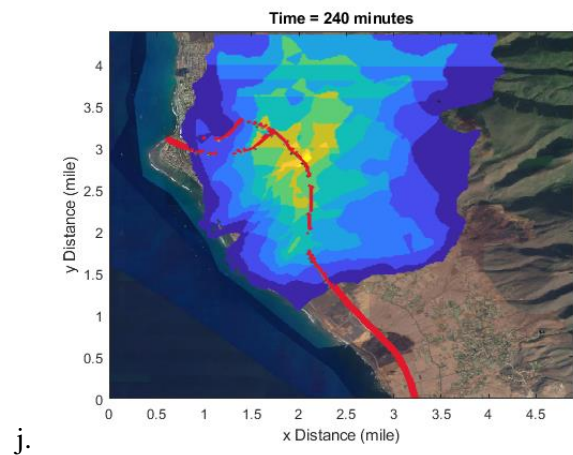 Time = 240 minutes
4
3.5
3
2.5
2
1.5
1
0.5
0
y Distance (mile)
0 0.5 1 1.5 2 2.5 3 3.5 4 4.5
x Distance (mile)
j.